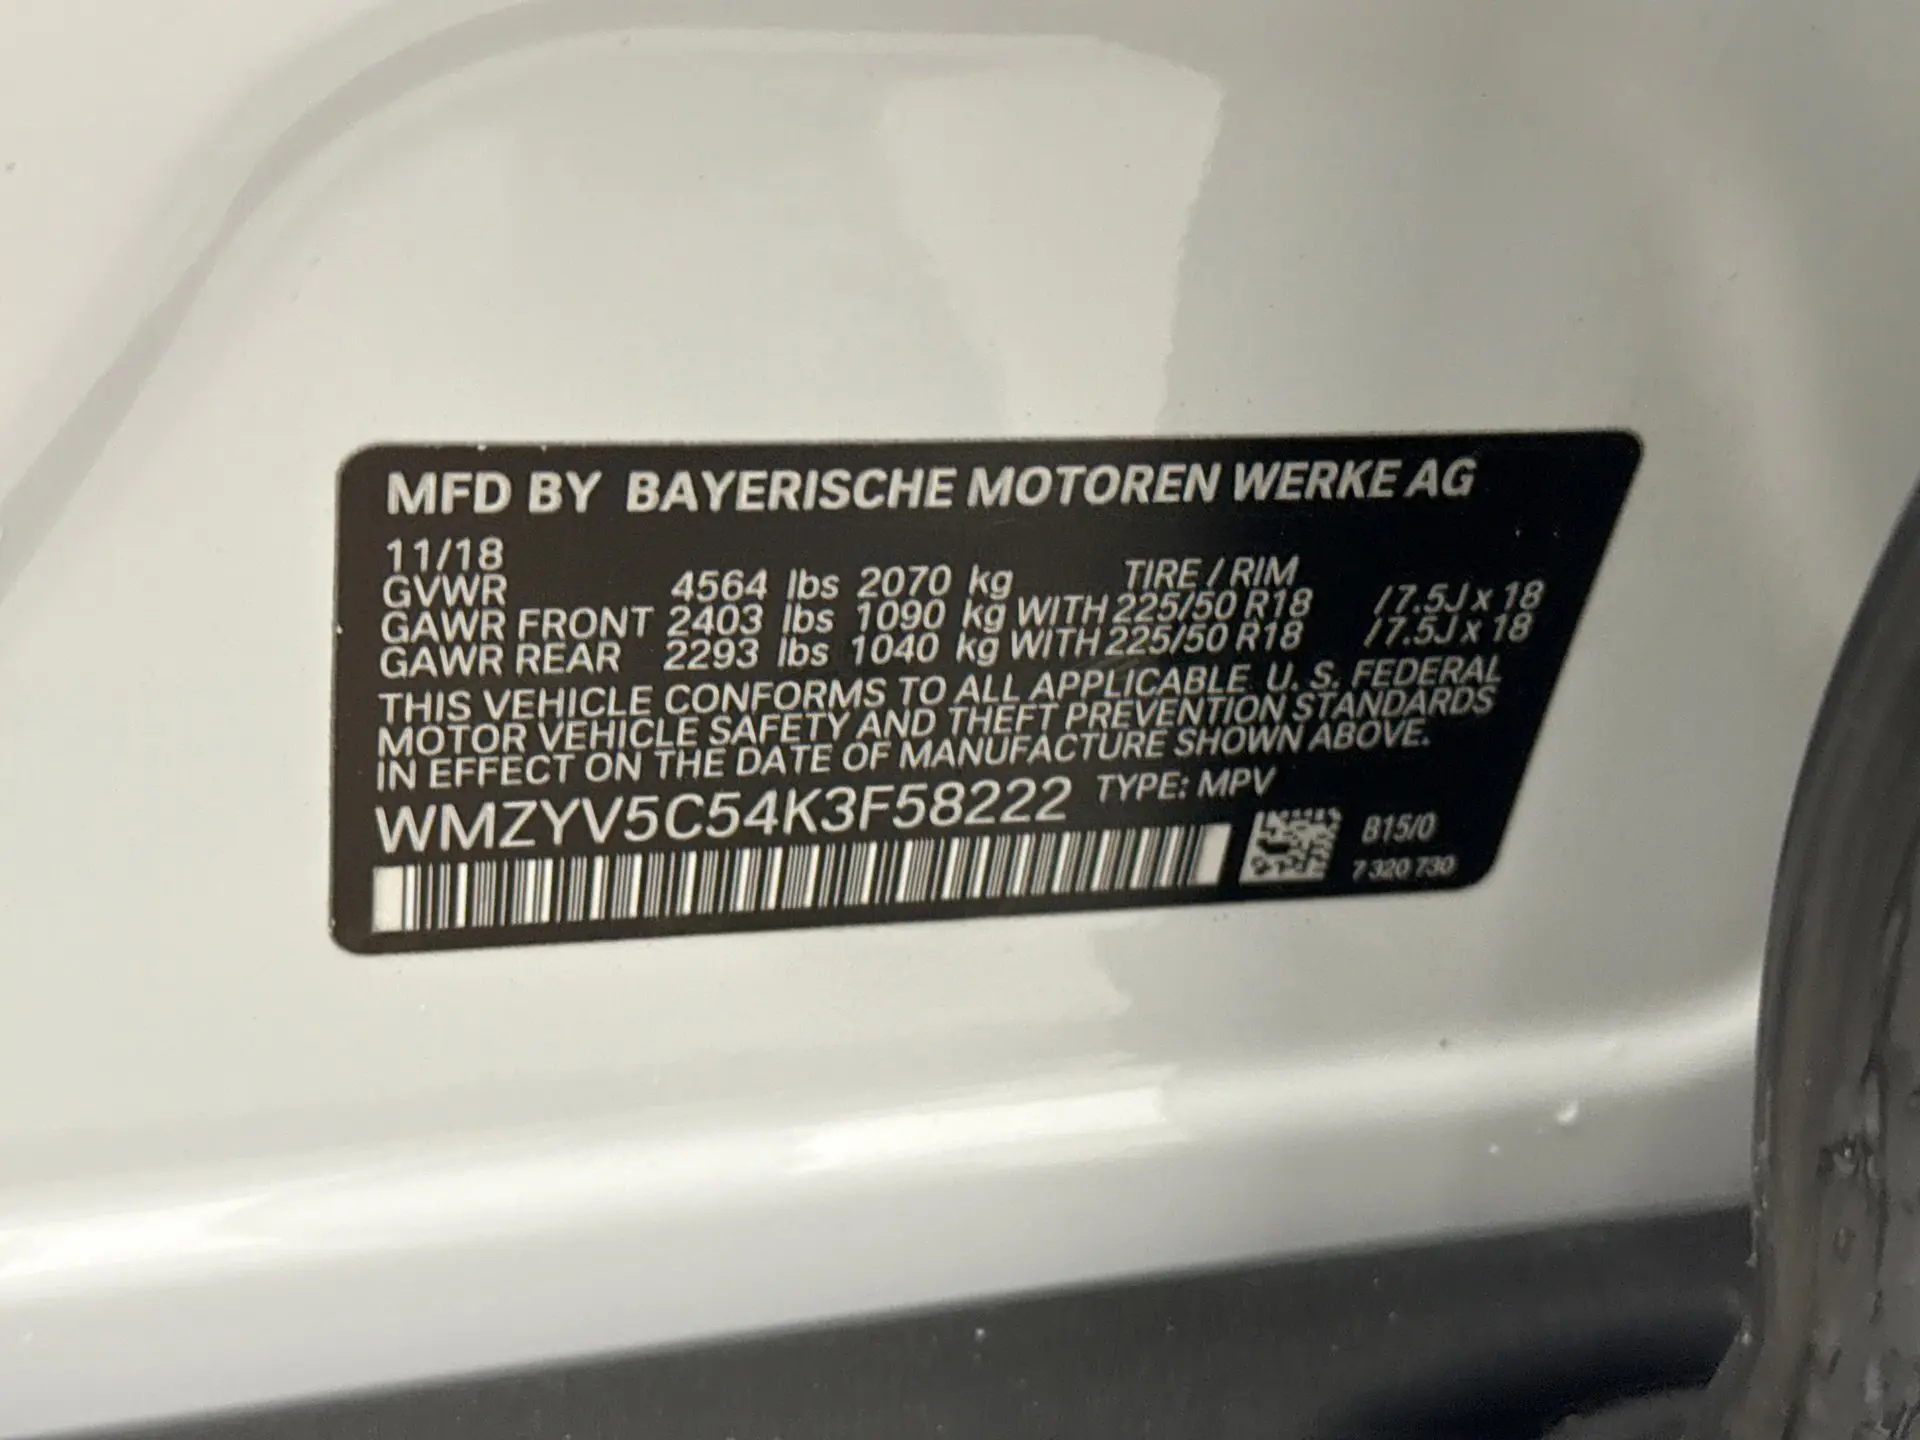 MFD BY BAYERISCHE MOTOREN WERKE AG
11/18
TIRE / RIM
GVWR 4564 lbs 2070 kg
GAWR FRONT 2403 lbs 1090 kg WITH 225/50 R18 / 7.5J x 18
GAWR REAR 2293 lbs 1040 kg WITH 225/50 R18 / 7.5J x 18
THIS VEHICLE CONFORMS TO ALL APPLICABLE U. S. FEDERAL
MOTOR VEHICLE SAFETY AND THEFT PREVENTION STANDARDS
IN EFFECT ON THE DATE OF MANUFACTURE SHOWN ABOVE.
WMZYV5C54K3F58222 TYPE: MPV
B15/0
7 320 730